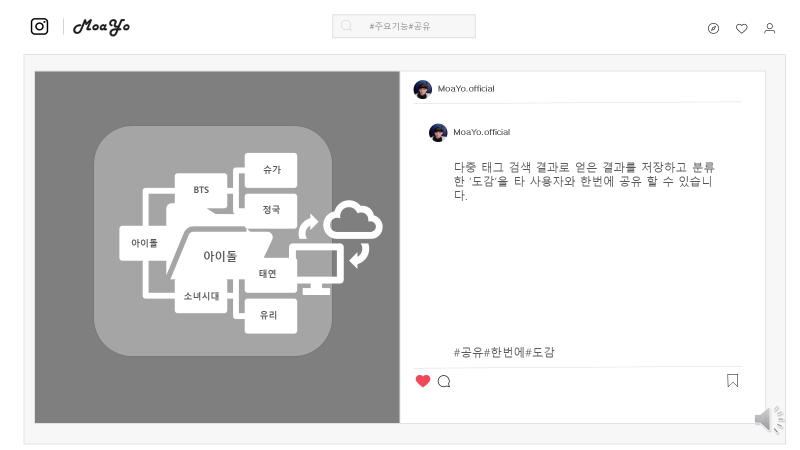 MoaYo
#주요기능#공유
MoaYo.official
MoaYo.official
다중 태그 검색 결과로 얻은 결과를 저장하고 분류
한 '도감'을 타 사용자와 한번에 공유 할 수 있습니
다.
슈가
BTS
정국
아이돌
아이돌
태연
소녀시대
유리
#공유#한번에#도감